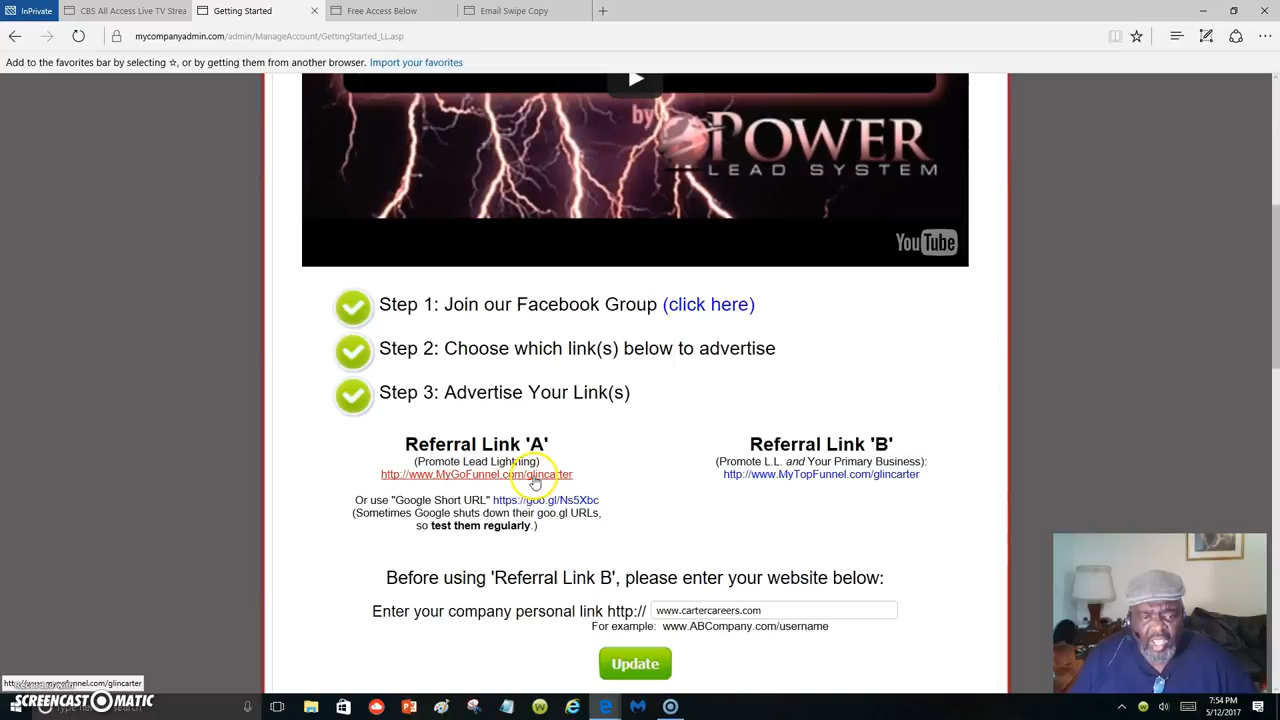 InPrivate
CBS All Access Live TV Strea
Getting Started
Free Access Below
Email Swipe Copy
mycompanyadmin.com/admin/ManageAccount/GettingStarted_LL.asp
Add to the favorites bar by selecting ☆, or by getting them from another browser. Import your favorites
by
POWER
LEAD SYSTEM
YouTube
Step 1: Join our Facebook Group (click here)
Step 2: Choose which link(s) below to advertise
Step 3: Advertise Your Link(s)
Referral Link 'A'
(Promote Lead Lightning)
http://www.MyGoFunnel.com/glincarter
Or use "Google Short URL" https://goo.gl/Ns5Xbc
(Sometimes Google shuts down their goo.gl URLs,
so test them regularly.)
Referral Link 'B'
(Promote L.L. and Your Primary Business):
http://www.MyTopFunnel.com/glincarter
Before using 'Referral Link B', please enter your website below:
Enter your company personal link http:// www.cartercareers.com
For example: www.ABCompany.com/username
Update
http://www.mygofunnel.com/glincarter
SCREENCAST-O-MATIC
7:54 PM
5/12/2017